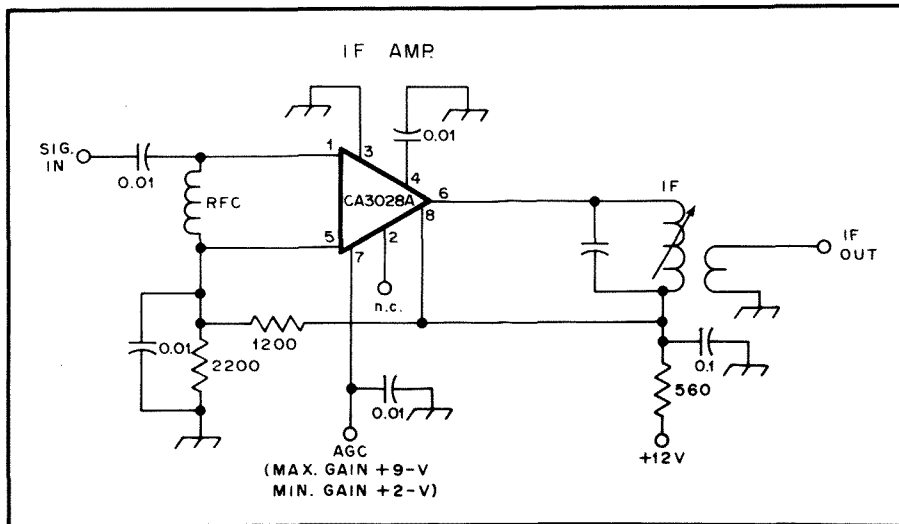 IF AMP.
SIG.
IN
0.01
RFC
1
3
4
0.01
CA3028A
6
8
5
7
2
n.c.
IF
IF
OUT
0.01
2200
1200
0.01
0.1
560
+12V
AGC
(MAX. GAIN +9-V
MIN. GAIN +2-V)